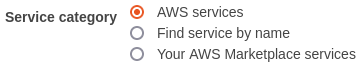 Service category
AWS services
Find service by name
Your AWS Marketplace services